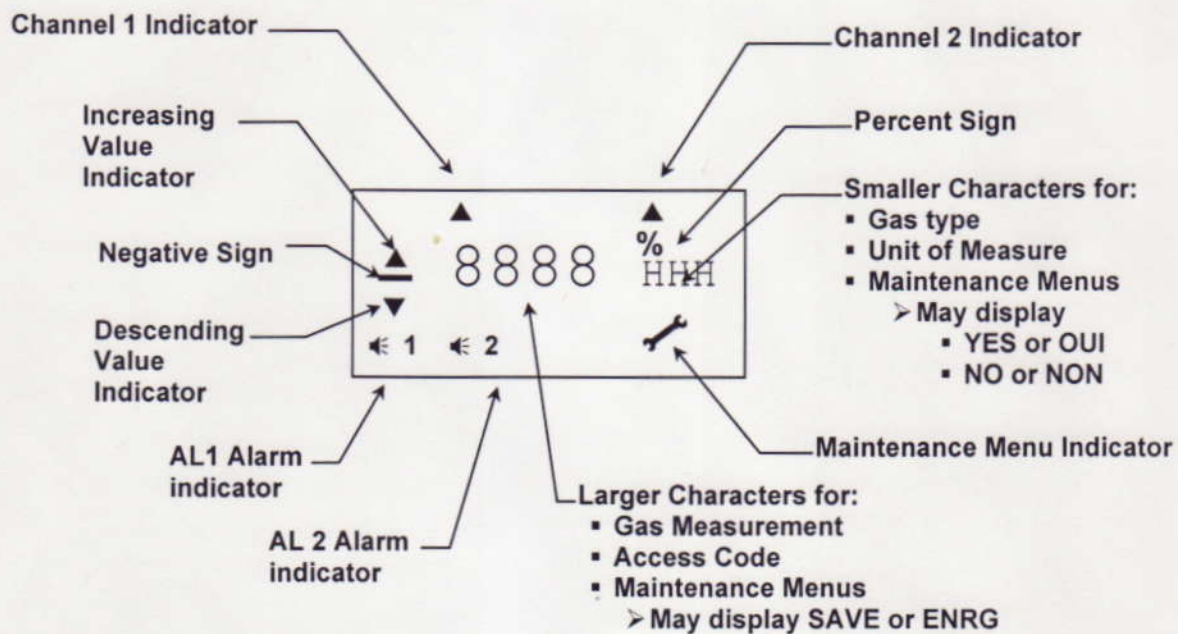 Channel 1 Indicator
Channel 2 Indicator
Increasing
Value
Indicator
Percent Sign
Smaller Characters for:
▪ Gas type
▪ Unit of Measure
▪ Maintenance Menus
➢ May display
▪ YES or OUI
▪ NO or NON
Negative Sign
Descending
Value
Indicator
%
8888 HHH
1 2
AL1 Alarm
indicator
Maintenance Menu Indicator
AL 2 Alarm
indicator
Larger Characters for:
▪ Gas Measurement
▪ Access Code
▪ Maintenance Menus
➢ May display SAVE or ENRG